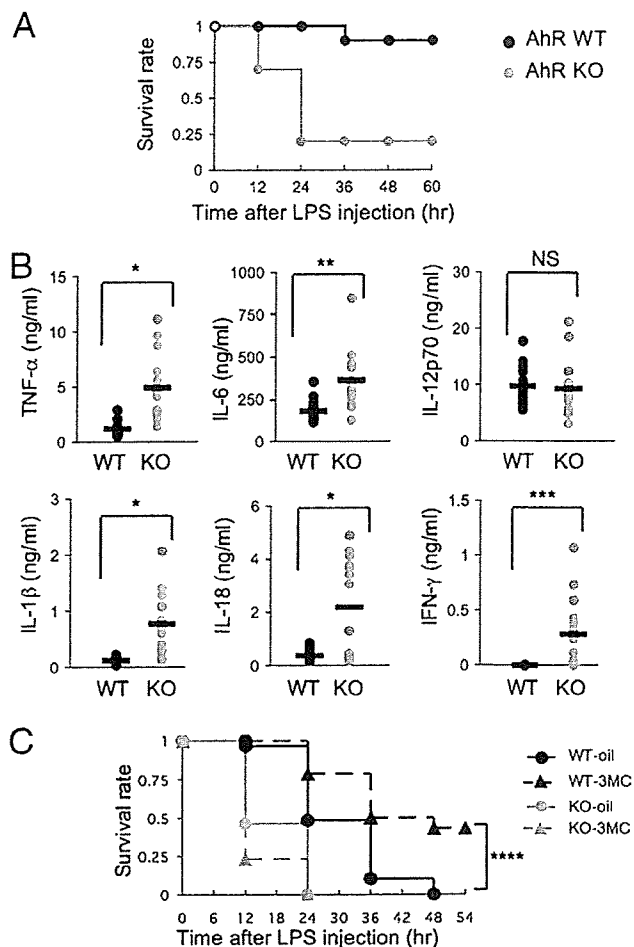 A
Survival rate
1
0.75
0.5
0.25
0
0 12 24 36 48 60
Time after LPS injection (hr)
AhR WT
AhR KO
B
TNF-α (ng/ml)
15
10
5
0
*
WT KO
IL-6 (ng/ml)
1000
750
500
250
0
**
WT KO
IL-12p70 (ng/ml)
30
20
10
0
NS
WT KO
IL-1β (ng/ml)
3
2
1
0
*
WT KO
IL-18 (ng/ml)
6
4
2
0
*
WT KO
IFN-γ (ng/ml)
1.5
1
0.5
0
***
WT KO
C
Survival rate
1
0.75
0.5
0.25
0
0 6 12 18 24 30 36 42 48 54
Time after LPS injection (hr)
WT-oil
WT-3MC
KO-oil
KO-3MC
****